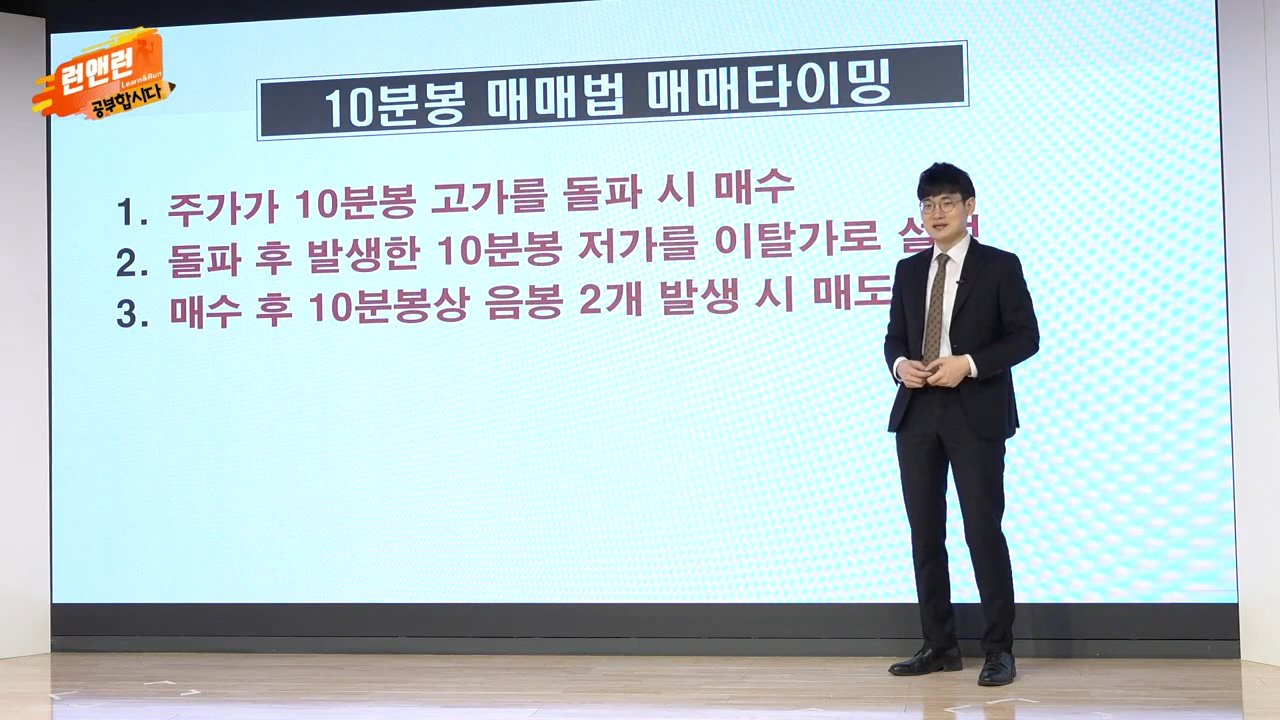 런앤런
Learn&Run
공부합시다
10분봉 매매법 매매타이밍
1. 주가가 10분봉 고가를 돌파 시 매수
2. 돌파 후 발생한 10분봉 저가를 이탈가로
3. 매수 후 10분봉상 음봉 2개 발생 시 매도